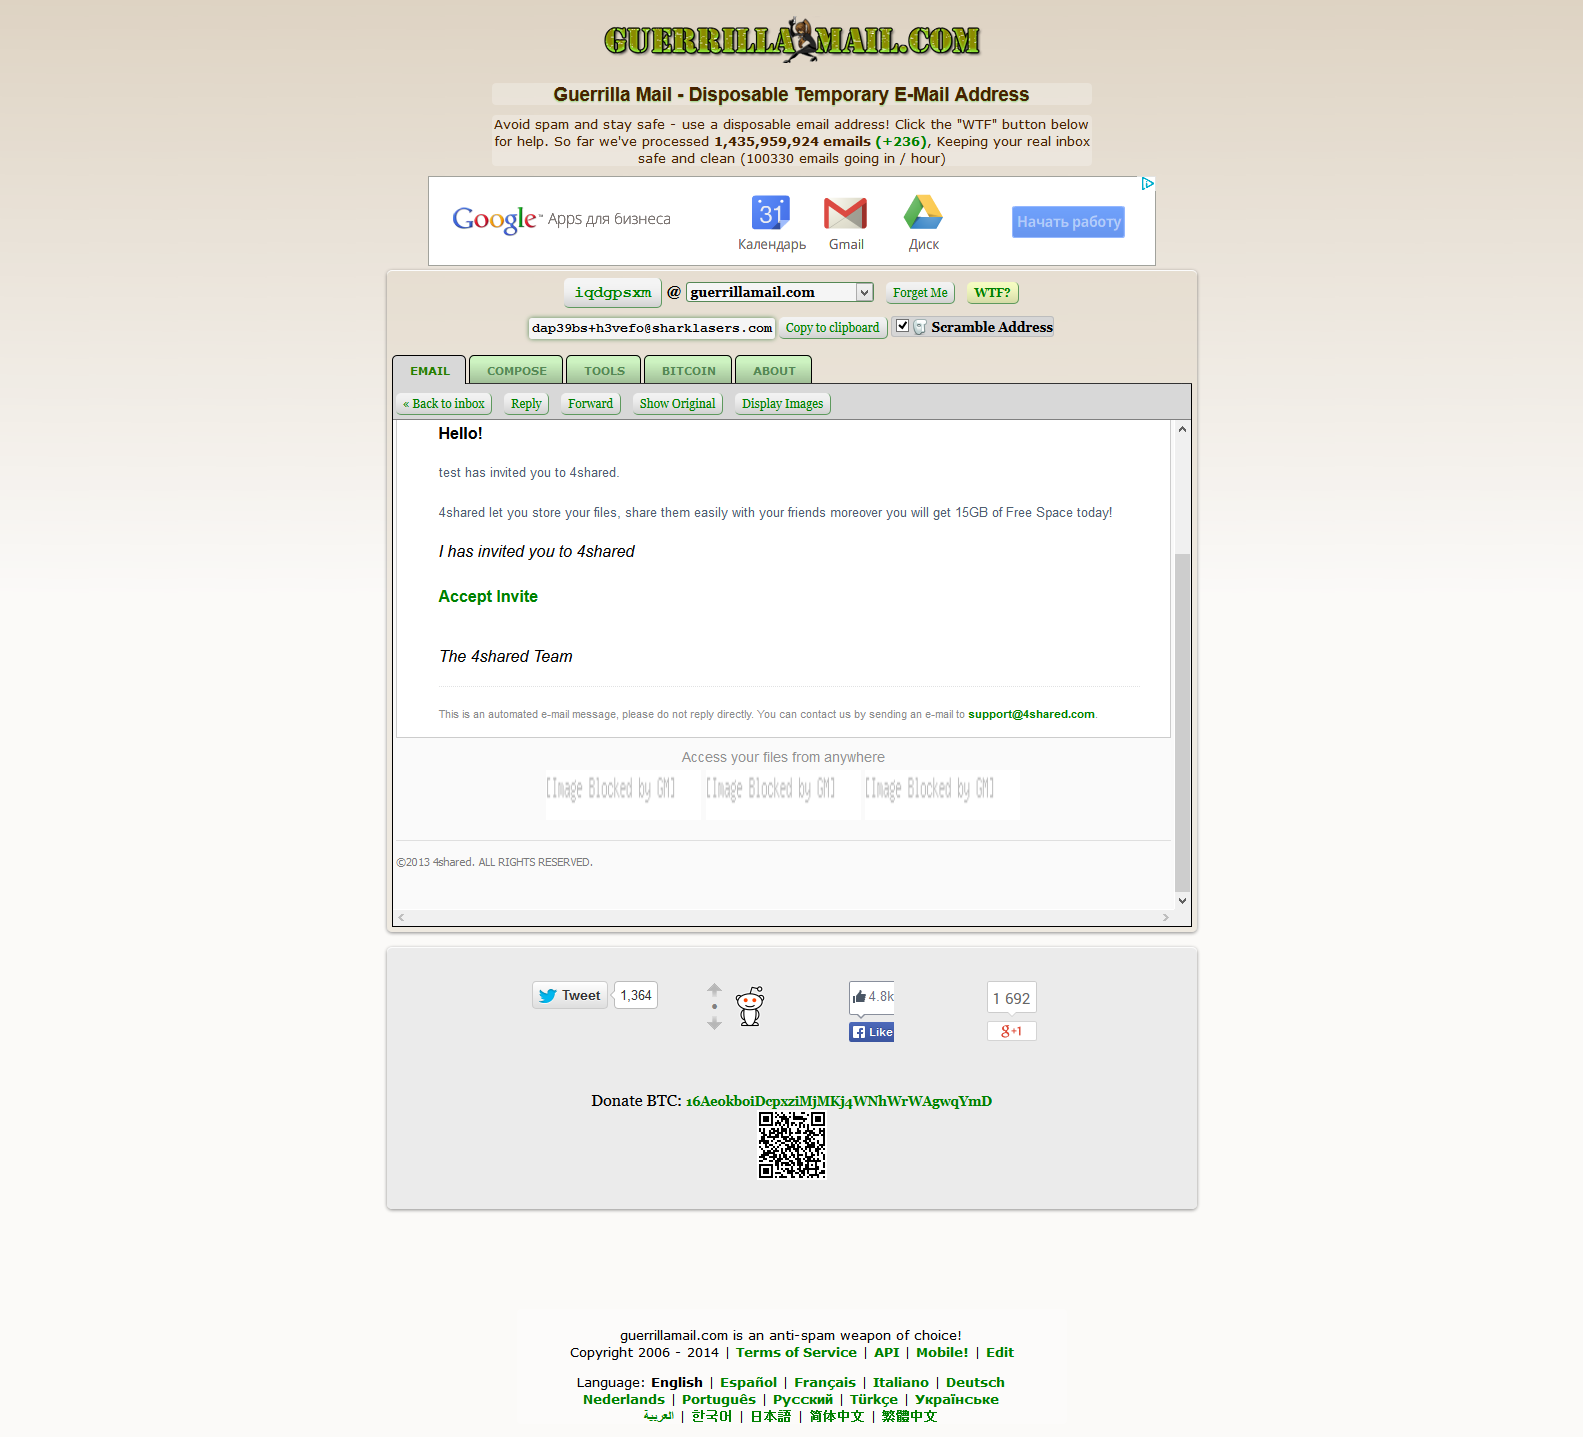 GUERRILLAMAIL.COM
Guerrilla Mail - Disposable Temporary E-Mail Address
Avoid spam and stay safe - use a disposable email address! Click the "WTF" button below
for help. So far we've processed 1,435,959,924 emails (+236), Keeping your real inbox
safe and clean (100330 emails going in / hour)
Google™ Apps для бизнеса
31
Календарь Gmail Диск
Начать работу
iqdgpsxm @ guerrillamail.com Forget Me WTF?
dap39bs+h3vefo@sharklasers.com Copy to clipboard Scramble Address
EMAIL COMPOSE TOOLS BITCOIN ABOUT
« Back to inbox Reply Forward Show Original Display Images
Hello!
test has invited you to 4shared.
4shared let you store your files, share them easily with your friends moreover you will get 15GB of Free Space today!
I has invited you to 4shared
Accept Invite
The 4shared Team
This is an automated e-mail message, please do not reply directly. You can contact us by sending an e-mail to support@4shared.com.
Access your files from anywhere
[Image Blocked by GM] [Image Blocked by GM] [Image Blocked by GM]
©2013 4shared. ALL RIGHTS RESERVED.
Tweet 1,364 4.8k 1 692
Like g+1
Donate BTC: 16AeokboiDcpxziMjMKj4WNhWrWAgwqYmD
guerrillamail.com is an anti-spam weapon of choice!
Copyright 2006 - 2014 | Terms of Service | API | Mobile! | Edit
Language: English | Español | Français | Italiano | Deutsch
Nederlands | Português | Русский | Türkçe | Українське
العربية | 한국어 | 日本語 | 简体中文 | 繁體中文